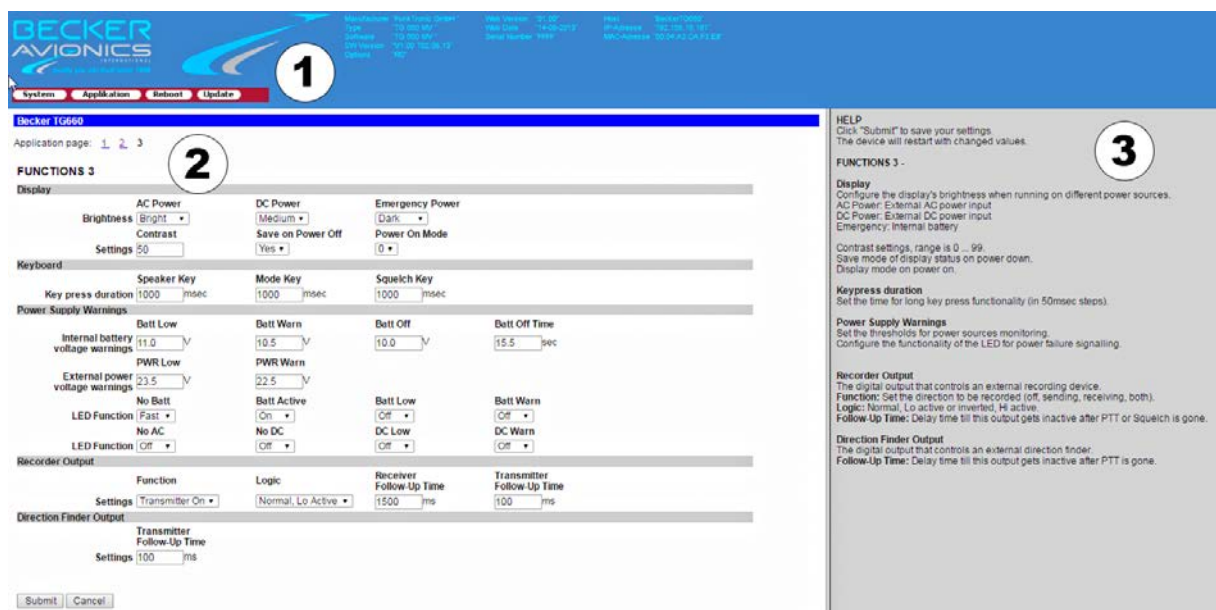 BECKER
AVIONICS
INTERNATIONAL
System Applikation Reboot Update
1
Becker TG660
Application page: 1 2 3
2
FUNCTIONS 3
Display
AC Power DC Power Emergency Power
Brightness Bright Medium Dark
Contrast Save on Power Off Power On Mode
Settings 50 Yes 0
Keyboard
Speaker Key Mode Key Squelch Key
Key press duration 1000 msec 1000 msec 1000 msec
Power Supply Warnings
Batt Low Batt Warn Batt Off Batt Off Time
Internal battery voltage warnings 11.0 V 10.5 V 10.0 V 15.5 sec
PWR Low PWR Warn
External power voltage warnings 23.5 V 22.5 V
No Batt Batt Active Batt Low Batt Warn
LED Function Fast On Off Off
No AC No DC DC Low DC Warn
LED Function Off Off Off Off
Recorder Output
Function Logic Receiver Follow-Up Time Transmitter Follow-Up Time
Settings Transmitter On Normal, Lo Active 1500 ms 100 ms
Direction Finder Output
Transmitter
Follow-Up Time
Settings 100 ms
Submit Cancel
HELP
Click "Submit" to save your settings.
The device will restart with changed values.
3
FUNCTIONS 3 -
Display
Configure the display's brightness when running on different power sources.
AC Power: External AC power input
DC Power: External DC power input
Emergency: Internal battery
Contrast settings, range is 0 ... 99.
Save mode of display status on power down.
Display mode on power on.
Keypress duration
Set the time for long key press functionality (in 50msec steps).
Power Supply Warnings
Set the thresholds for power sources monitoring.
Configure the functionality of the LED for power failure signalling.
Recorder Output
The digital output that controls an external recording device.
Function: Set the direction to be recorded (off, sending, receiving, both).
Logic: Normal, Lo active or inverted, Hi active.
Follow-Up Time: Delay time till this output gets inactive after PTT or Squelch is gone.
Direction Finder Output
The digital output that controls an external direction finder.
Follow-Up Time: Delay time till this output gets inactive after PTT is gone.